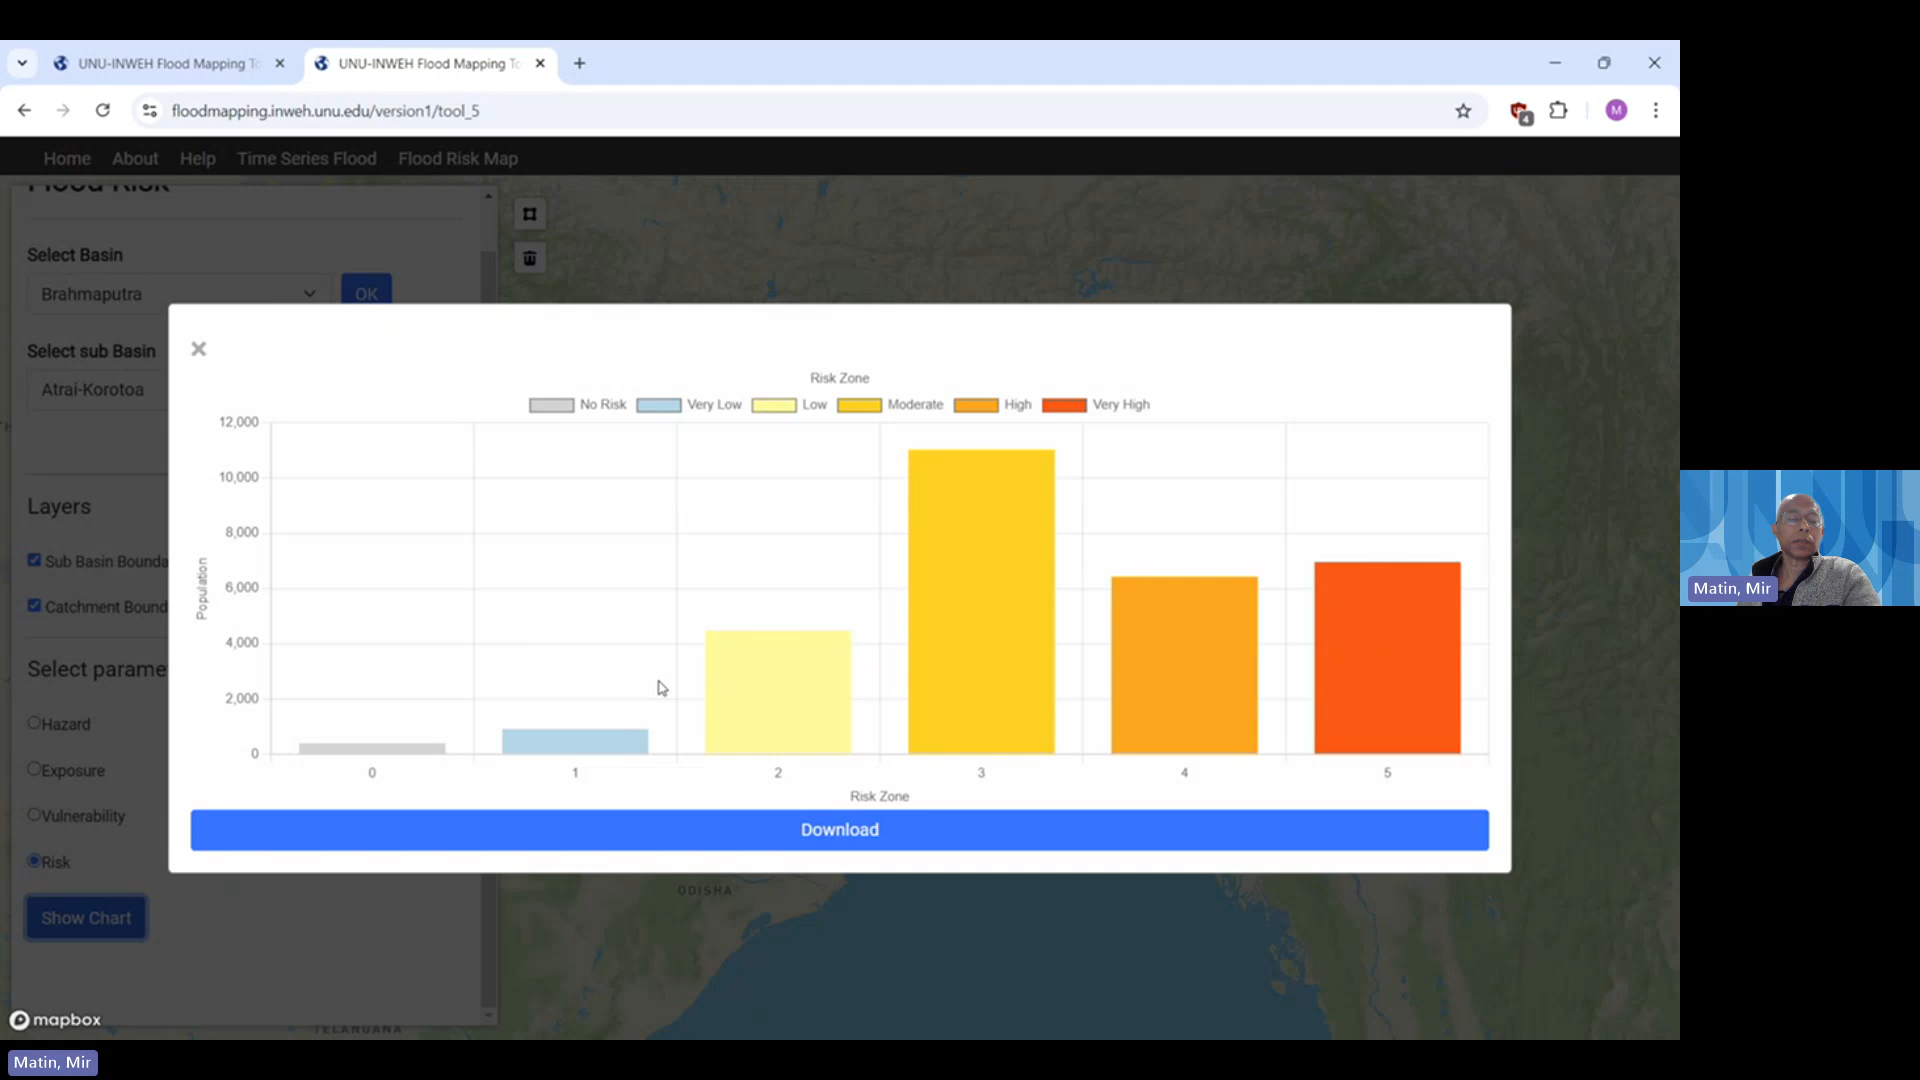 UNU-INWEH Flood Mapping To
UNU-INWEH Flood Mapping To
floodmapping.inweh.unu.edu/version1/tool_5
4
M
Home About Help Time Series Flood Flood Risk Map
Flood Risk
Select Basin
Brahmaputra
OK
Select sub Basin
Atrai-Korotoa
Layers
Sub Basin Bounda
Catchment Bound
Select parame
Hazard
Exposure
Vulnerability
Risk
Show Chart
Risk Zone
No Risk Very Low Low Moderate High Very High
12,000
10,000
8,000
6,000
4,000
2,000
0
Population
0 1 2 3 4 5
Risk Zone
Download
ODISHA
TELANGANA
mapbox
Matin, Mir
Matin, Mir